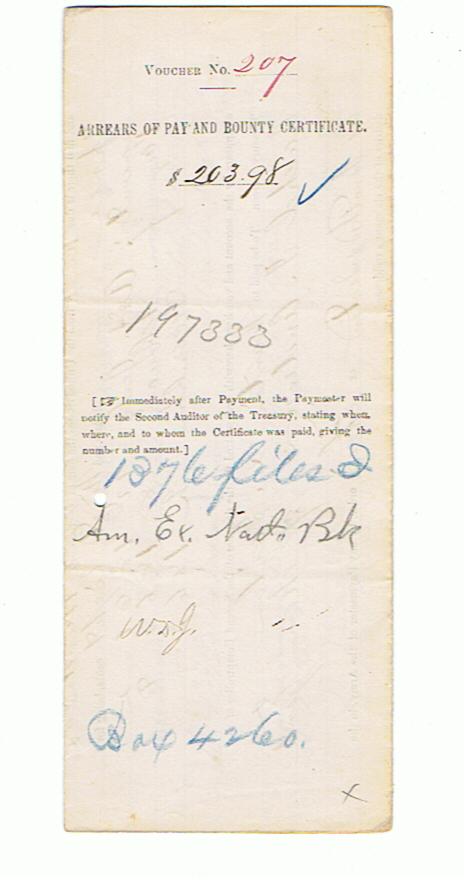 Voucher No. 207
ARREARS OF PAY AND BOUNTY CERTIFICATE.
$ 203.98
197333
[☞ Immediately after Payment, the Paymaster will
notify the Second Auditor of the Treasury, stating when,
where, and to whom the Certificate was paid, giving the
number and amount.]
1876 files
Am. Ex. Natl. Bk
Box 4260.
x